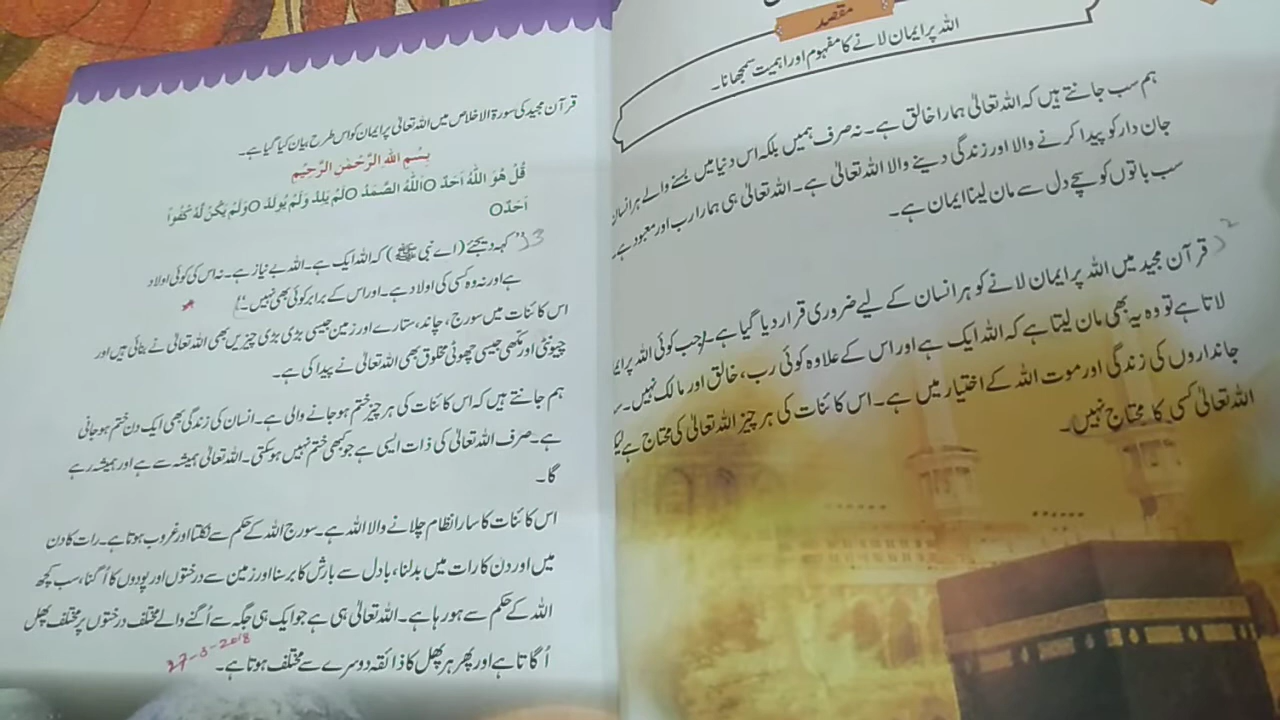 مقصد
اللہ پر ایمان لانے کا مفہوم اور اہمیت سمجھانا۔
ہم سب جانتے ہیں کہ اللہ تعالیٰ ہمارا خالق ہے۔ نہ صرف ہمیں بلکہ اس دنیا میں بسنے والے ہر انسان
جان دار کو پیدا کرنے والا اور زندگی دینے والا اللہ تعالیٰ ہے۔ اللہ تعالیٰ ہی ہمارا رب اور معبود ہے۔
سب باتوں کو سچے دل سے مان لینا ایمان ہے۔
2
قرآن مجید میں اللہ پر ایمان لانے کو ہر انسان کے لیے ضروری قرار دیا گیا ہے۔ جب کوئی اللہ پر
لاتا ہے تو وہ یہ بھی مان لیتا ہے کہ اللہ ایک ہے اور اس کے علاوہ کوئی رب، خالق اور مالک نہیں۔
جانداروں کی زندگی اور موت اللہ کے اختیار میں ہے۔ اس کائنات کی ہر چیز اللہ تعالیٰ کی محتاج ہے
اللہ تعالیٰ کسی کا محتاج نہیں۔
قرآن مجید کی سورۃ الاخلاص میں اللہ تعالیٰ پر ایمان کو اس طرح بیان کیا گیا ہے۔
بِسْمِ اللهِ الرَّحْمٰنِ الرَّحِيْمِ
قُلْ هُوَ اللهُ اَحَدٌ ○ اَللهُ الصَّمَدُ ○ لَمْ يَلِدْ وَلَمْ يُوْلَدْ ○ وَلَمْ يَكُنْ لَّهٗ كُفُوًا
اَحَدٌ ○
”کہہ دیجئے (اے نبی ﷺ) کہ اللہ ایک ہے۔ اللہ بے نیاز ہے۔ نہ اس کی کوئی اولاد
ہے اور نہ وہ کسی کی اولاد ہے۔ اور اس کے برابر کوئی بھی نہیں۔“
اس کائنات میں سورج، چاند، ستارے اور زمین جیسی بڑی بڑی چیزیں بھی اللہ تعالیٰ نے بنائی ہیں اور
چیونٹی اور مکھی جیسی چھوٹی مخلوق بھی اللہ تعالیٰ نے پیدا کی ہے۔
ہم جانتے ہیں کہ اس کائنات کی ہر چیز ختم ہو جانے والی ہے۔ انسان کی زندگی بھی ایک دن ختم ہو جانی
ہے۔ صرف اللہ تعالیٰ کی ذات ایسی ہے جو کبھی ختم نہیں ہو سکتی۔ اللہ تعالیٰ ہمیشہ سے ہے اور ہمیشہ رہے
گا۔
اس کائنات کا سارا نظام چلانے والا اللہ ہے۔ سورج اللہ کے حکم سے نکلتا اور غروب ہوتا ہے۔ رات کا دن
میں اور دن کا رات میں بدلنا، بادل سے بارش کا برسنا اور زمین سے درختوں اور پودوں کا اُگنا، سب کچھ
اللہ کے حکم سے ہو رہا ہے۔ اللہ تعالیٰ ہی ہے جو ایک ہی جگہ سے اُگنے والے مختلف درختوں پر مختلف پھل
اُگاتا ہے اور پھر ہر پھل کا ذائقہ دوسرے سے مختلف ہوتا ہے۔
27-3-2018